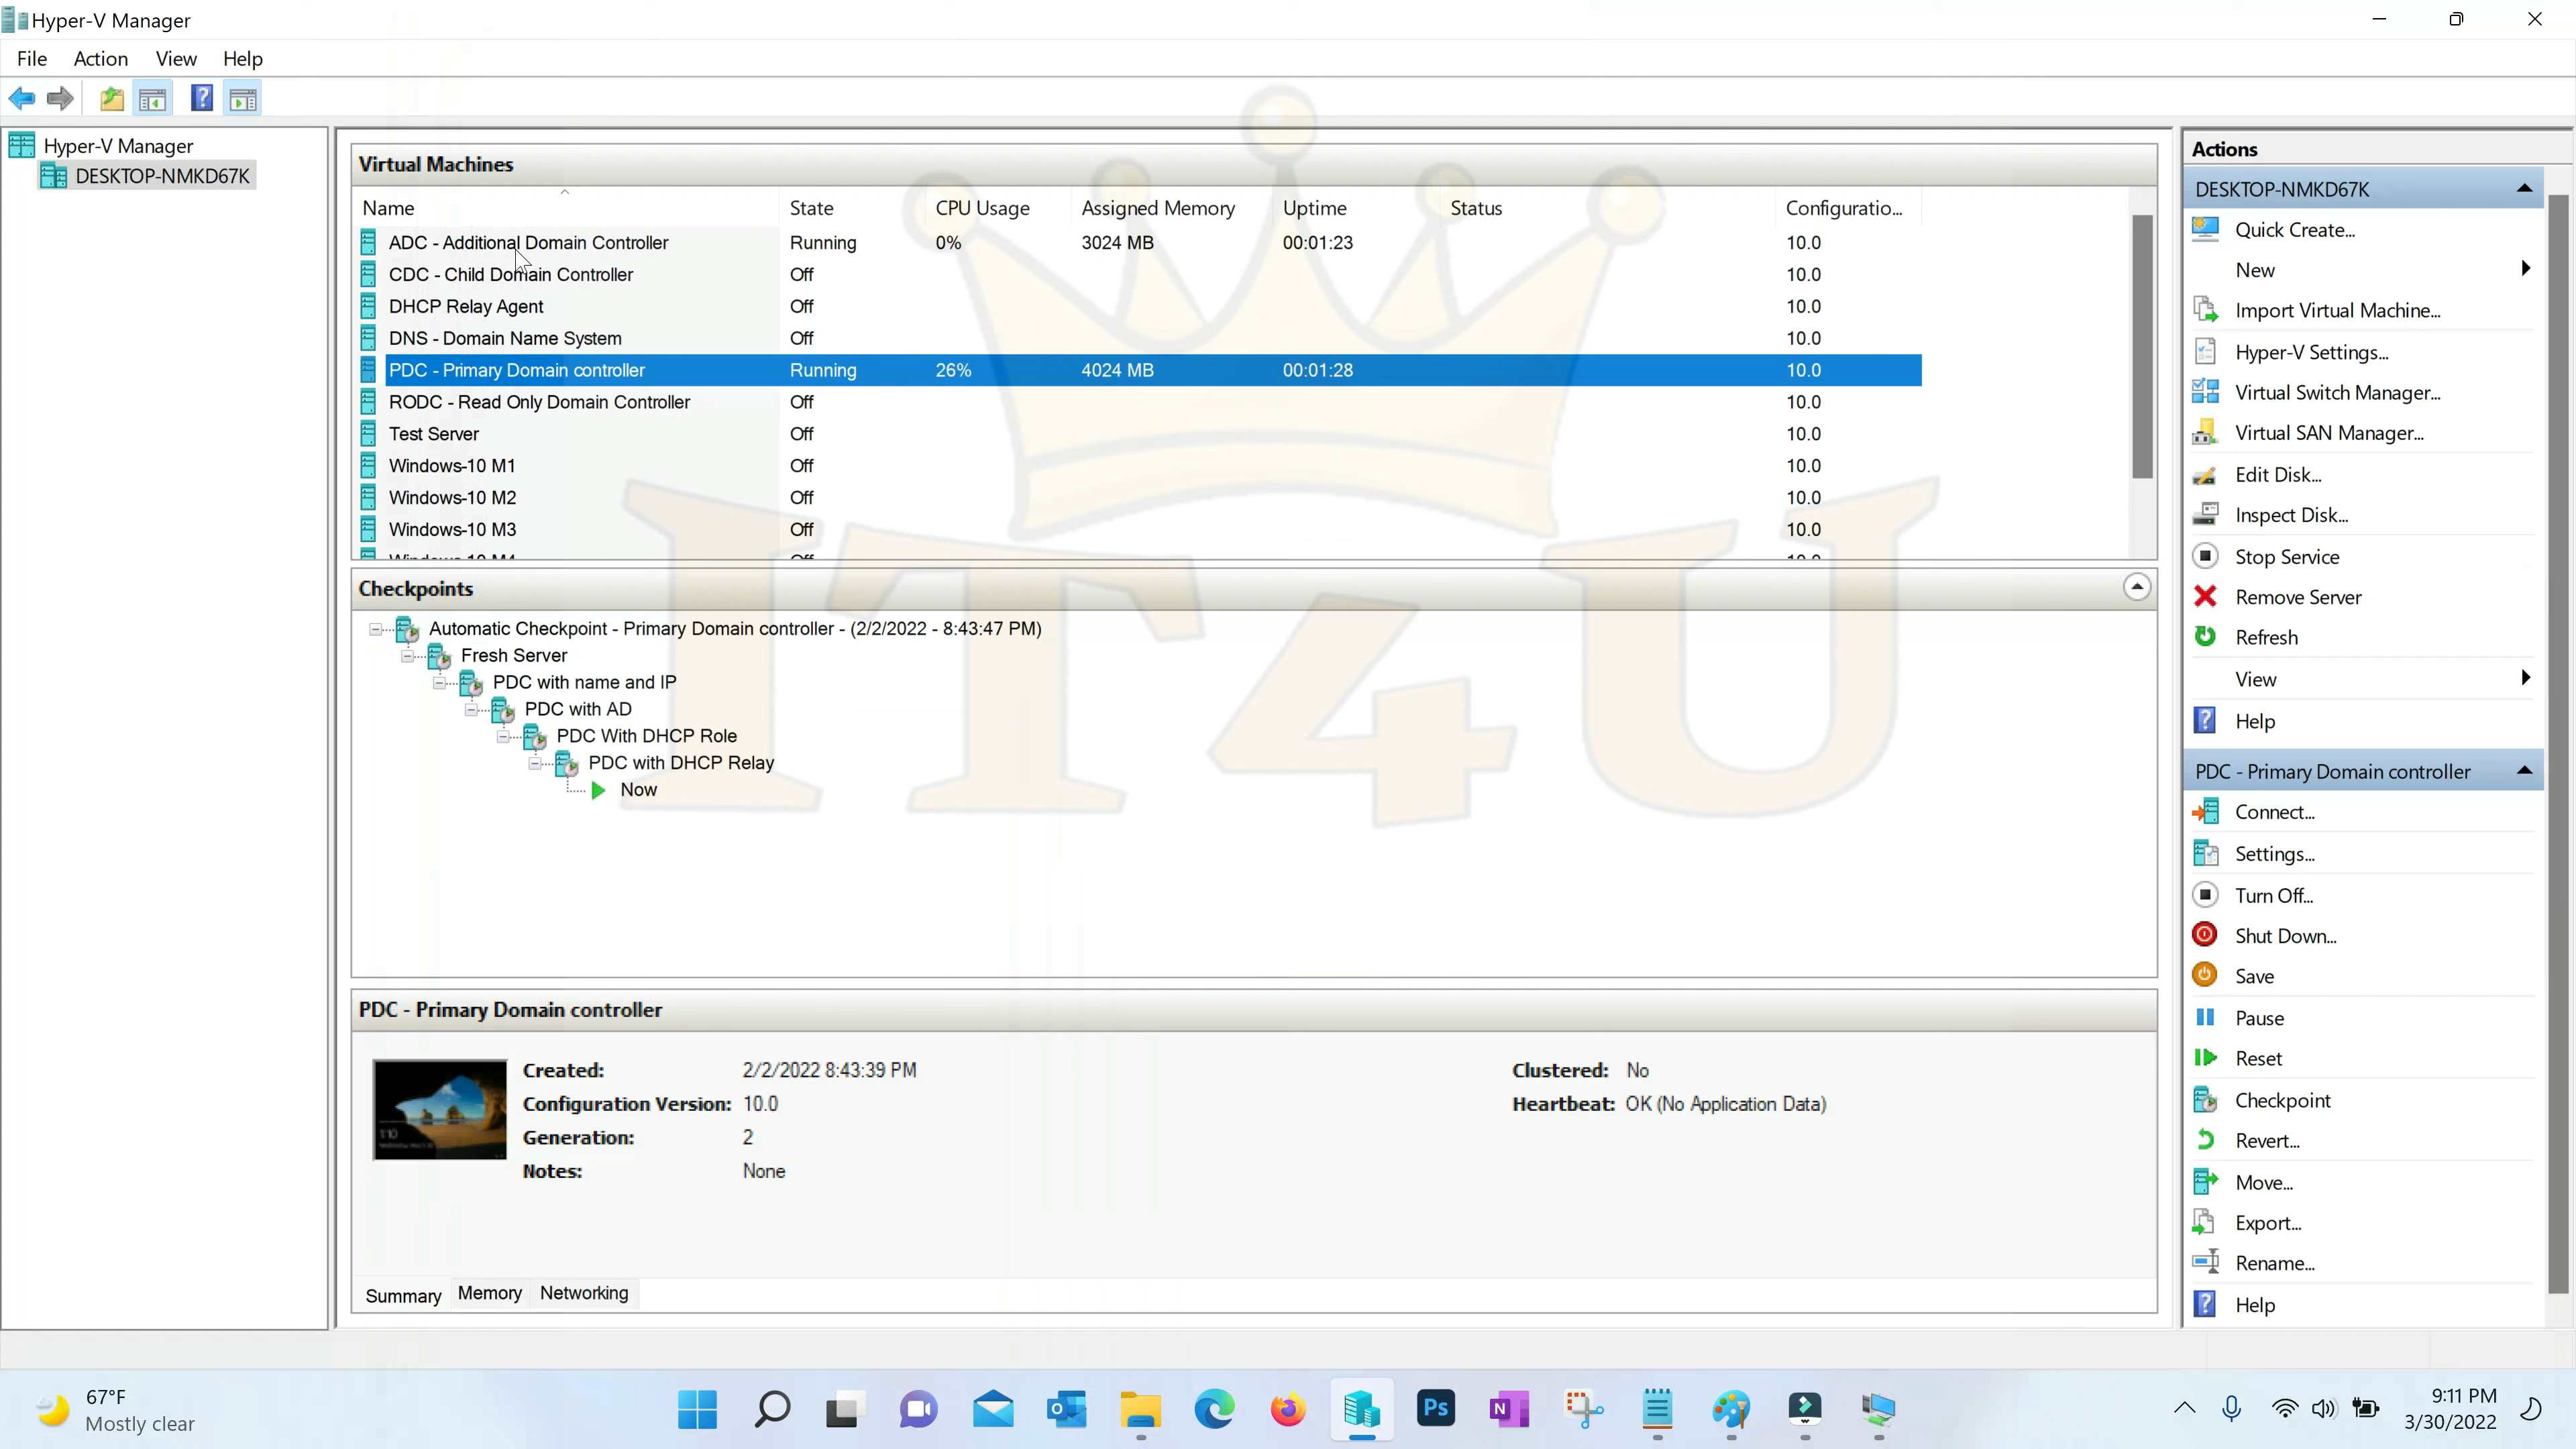 Hyper-V Manager
File Action View Help
Hyper-V Manager
DESKTOP-NMKD67K
Virtual Machines
Name State CPU Usage Assigned Memory Uptime Status Configuratio...
ADC - Additional Domain Controller Running 0% 3024 MB 00:01:23 10.0
CDC - Child Domain Controller Off 10.0
DHCP Relay Agent Off 10.0
DNS - Domain Name System Off 10.0
PDC - Primary Domain controller Running 26% 4024 MB 00:01:28 10.0
RODC - Read Only Domain Controller Off 10.0
Test Server Off 10.0
Windows-10 M1 Off 10.0
Windows-10 M2 Off 10.0
Windows-10 M3 Off 10.0
IT4U
Checkpoints
Automatic Checkpoint - Primary Domain controller - (2/2/2022 - 8:43:47 PM)
Fresh Server
PDC with name and IP
PDC with AD
PDC With DHCP Role
PDC with DHCP Relay
Now
PDC - Primary Domain controller
Created: 2/2/2022 8:43:39 PM Clustered: No
Configuration Version: 10.0 Heartbeat: OK (No Application Data)
Generation: 2
Notes: None
Summary Memory Networking
Actions
DESKTOP-NMKD67K
Quick Create...
New
Import Virtual Machine...
Hyper-V Settings...
Virtual Switch Manager...
Virtual SAN Manager...
Edit Disk...
Inspect Disk...
Stop Service
Remove Server
Refresh
View
Help
PDC - Primary Domain controller
Connect...
Settings...
Turn Off...
Shut Down...
Save
Pause
Reset
Checkpoint
Revert...
Move...
Export...
Rename...
Help
67°F
Mostly clear
Ps
9:11 PM
3/30/2022